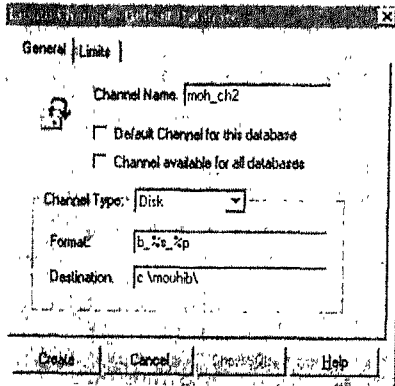 General Limits
Channel Name. moh_ch2
Default Channel for this database
Channel available for all databases
Channel Type: Disk
Format: b_%s_%p
Destination. c \mouhib\
Create Cancel Help